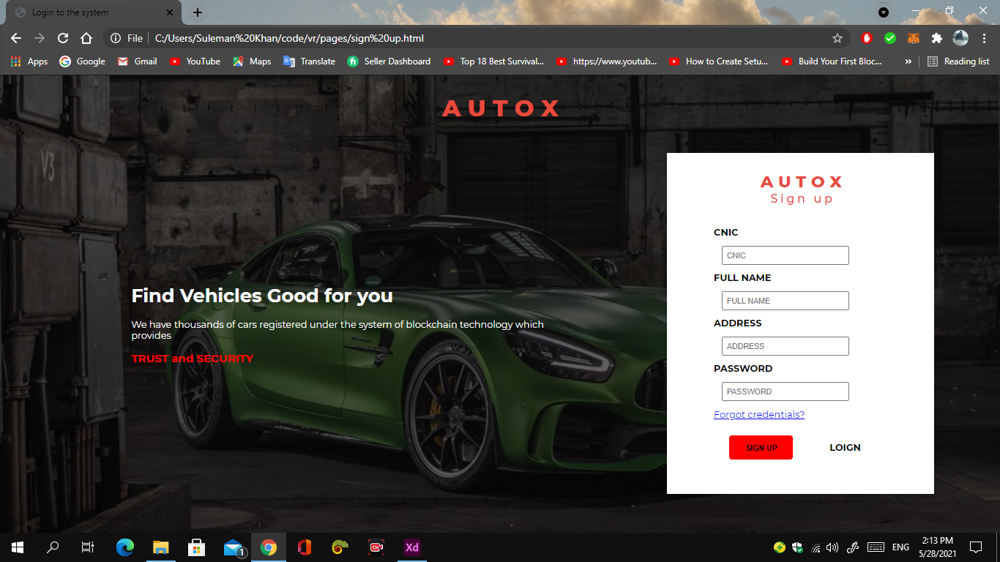 Login to the system
File
C:/Users/Suleman%20Khan/code/vr/pages/sign%20up.html
Apps
Google
Gmail
YouTube
Maps
Translate
Seller Dashboard
Top 18 Best Survival...
https://www.youtub...
How to Create Setu...
Build Your First Bloc...
»
Reading list
AUTOX
V3
AUTOX
Sign up
CNIC
CNIC
FULL NAME
FULL NAME
ADDRESS
ADDRESS
PASSWORD
PASSWORD
Forgot credentials?
SIGN UP
LOIGN
Find Vehicles Good for you
We have thousands of cars registered under the system of blockchain technology which
provides
TRUST and SECURITY
1
Xd
ENG
2:13 PM
5/28/2021